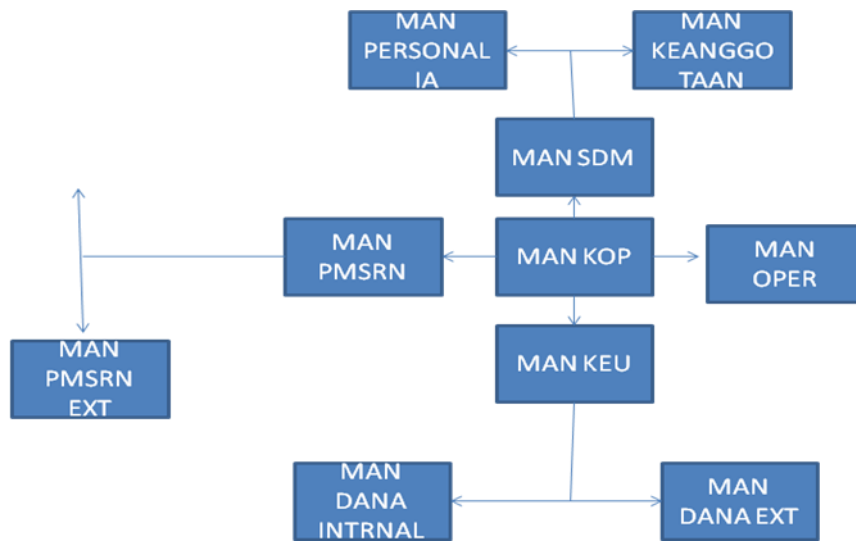 MAN
PERSONAL
IA
MAN
KEANGGO
TAAN
MAN SDM
MAN
PMSRN
MAN KOP
MAN
OPER
MAN
PMSRN
EXT
MAN KEU
MAN
DANA
INTRNAL
MAN
DANA EXT